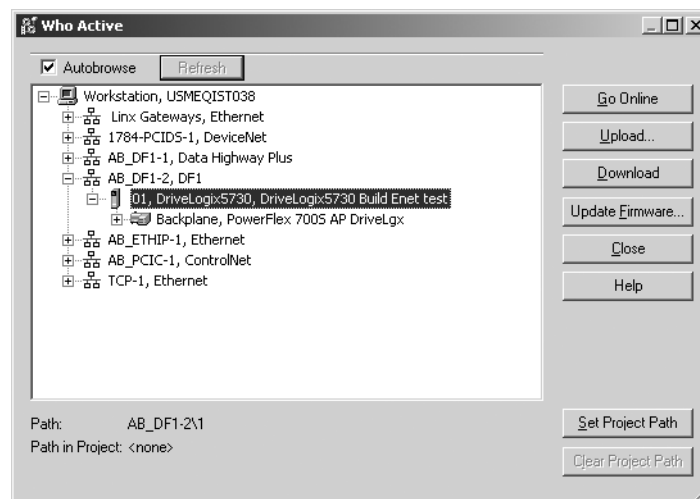 Who Active
Autobrowse
Refresh
Workstation, USMEQIST038
Linx Gateways, Ethernet
1784-PCIDS-1, DeviceNet
AB_DF1-1, Data Highway Plus
AB_DF1-2, DF1
01, DriveLogix5730, DriveLogix5730 Build Enet test
Backplane, PowerFlex 700S AP DriveLgx
AB_ETHIP-1, Ethernet
AB_PCIC-1, ControlNet
TCP-1, Ethernet
Go Online
Upload...
Download
Update Firmware...
Close
Help
Path: AB_DF1-2\1
Path in Project: <none>
Set Project Path
Clear Project Path